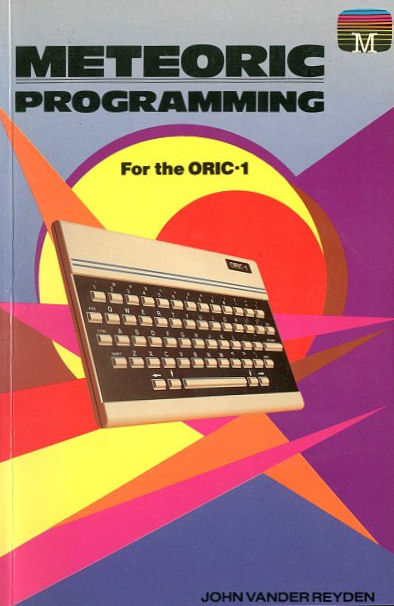 METEORIC
M
PROGRAMMING
For the ORIC-1
ORIC-1
Q W E R T Y U I O P
A S D F G H J K L
Z X C V B N M
JOHN VANDER REYDEN